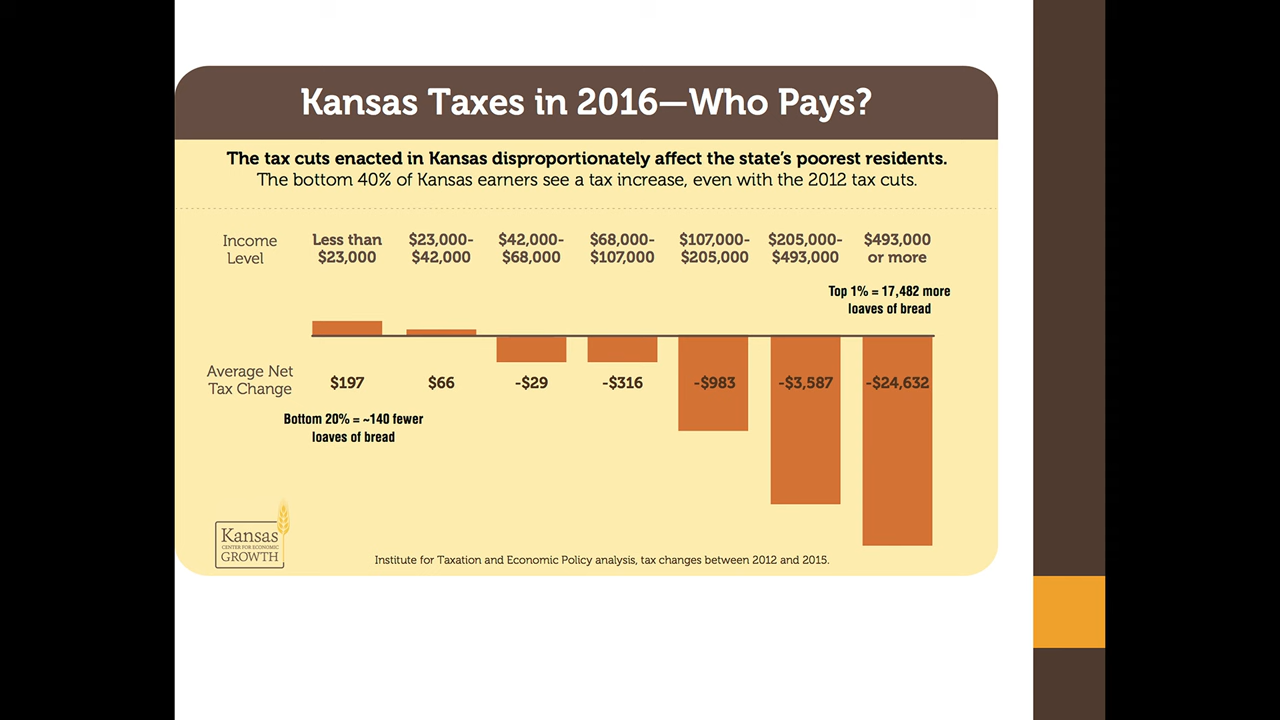 Kansas Taxes in 2016—Who Pays?
The tax cuts enacted in Kansas disproportionately affect the state's poorest residents.
The bottom 40% of Kansas earners see a tax increase, even with the 2012 tax cuts.
Income
Level
Less than
$23,000
$23,000-
$42,000
$42,000-
$68,000
$68,000-
$107,000
$107,000-
$205,000
$205,000-
$493,000
$493,000
or more
Top 1% = 17,482 more
loaves of bread
Average Net
Tax Change
$197
$66
-$29
-$316
-$983
-$3,587
-$24,632
Bottom 20% = ~140 fewer
loaves of bread
Kansas
CENTER FOR ECONOMIC
GROWTH
Institute for Taxation and Economic Policy analysis, tax changes between 2012 and 2015.